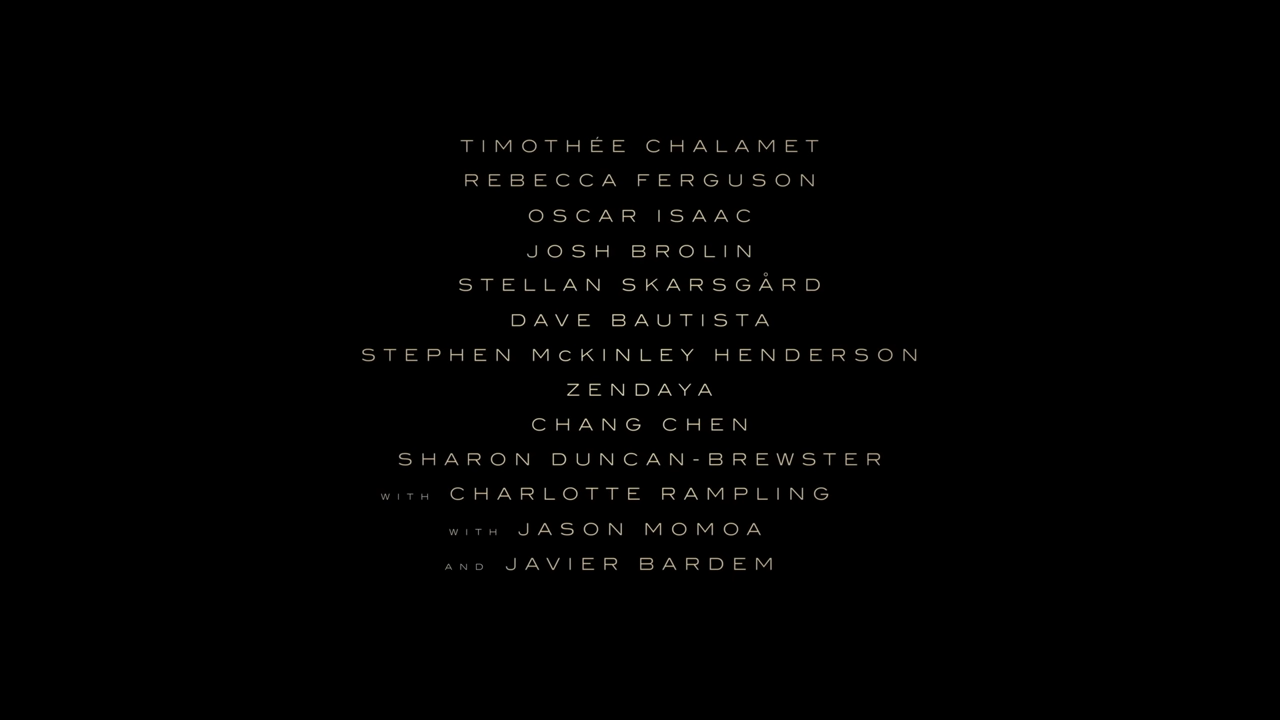 TIMOTHÉE CHALAMET
REBECCA FERGUSON
OSCAR ISAAC
JOSH BROLIN
STELLAN SKARSGÅRD
DAVE BAUTISTA
STEPHEN McKINLEY HENDERSON
ZENDAYA
CHANG CHEN
SHARON DUNCAN-BREWSTER
WITH CHARLOTTE RAMPLING
WITH JASON MOMOA
AND JAVIER BARDEM